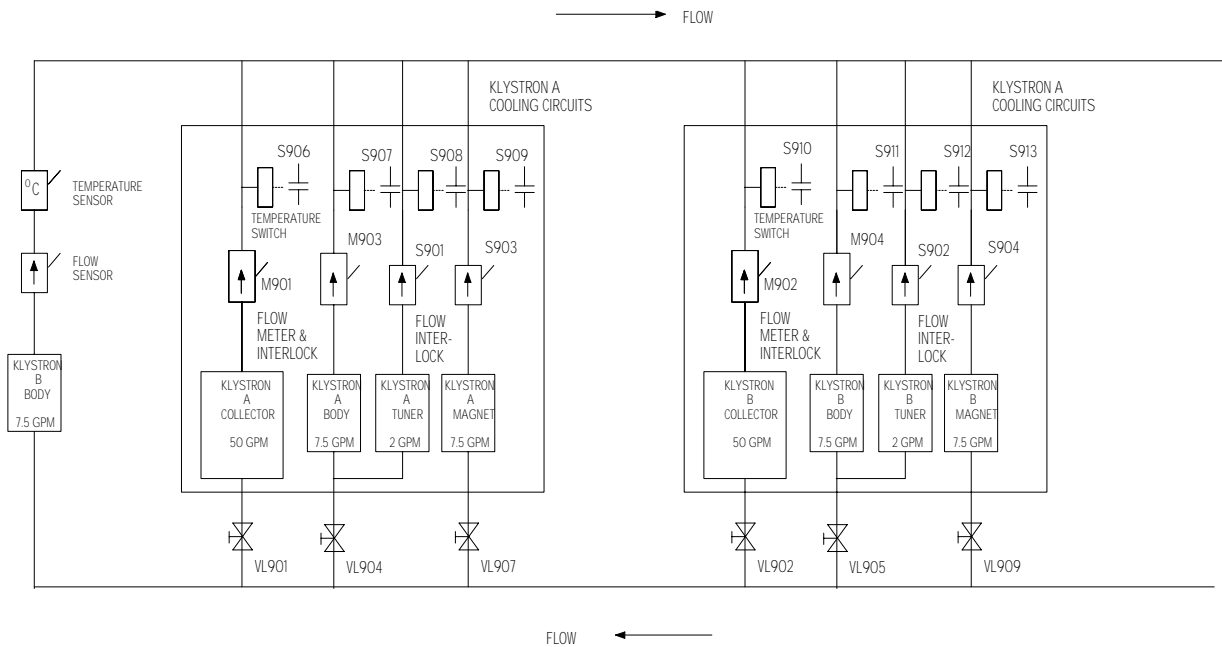 FLOW
KLYSTRON A
COOLING CIRCUITS
KLYSTRON A
COOLING CIRCUITS
S906
S907
S908
S909
S910
S911
S912
S913
0C
TEMPERATURE
SENSOR
TEMPERATURE
SWITCH
TEMPERATURE
SWITCH
FLOW
SENSOR
M903
S901
S903
M901
M904
S902
S904
M902
FLOW
METER &
INTERLOCK
FLOW
INTER-
LOCK
FLOW
METER &
INTERLOCK
FLOW
INTER-
LOCK
KLYSTRON
B
BODY
7.5 GPM
KLYSTRON
A
COLLECTOR
50 GPM
KLYSTRON
A
BODY
7.5 GPM
KLYSTRON
A
TUNER
2 GPM
KLYSTRON
A
MAGNET
7.5 GPM
KLYSTRON
B
COLLECTOR
50 GPM
KLYSTRON
B
BODY
7.5 GPM
KLYSTRON
B
TUNER
2 GPM
KLYSTRON
B
MAGNET
7.5 GPM
VL901
VL904
VL907
VL902
VL905
VL909
FLOW